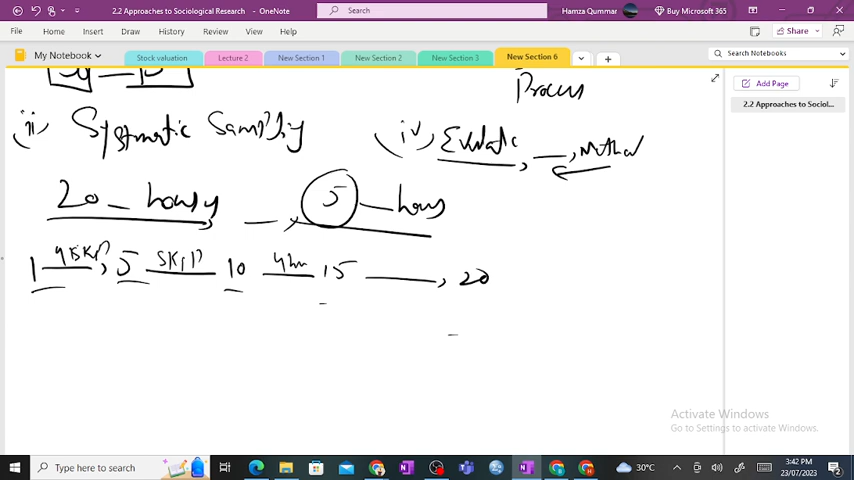 2.2 Approaches to Sociological Research - OneNote
Search
Hamza Qummar
Buy Microsoft 365
File Home Insert Draw History Review View Help
Share
My Notebook
Stock valuation
Lecture 2
New Section 1
New Section 2
New Section 3
New Section 6
Search Notebooks
Add Page
2.2 Approaches to Sociol...
Process
ii) Systmatic Sampling
iv)
, Method
20 - hours, 5 hours
1 4 skip, 5 skip 10 15, 20
Activate Windows
Go to Settings to activate Windows.
Type here to search
30°C
3:42 PM
23/07/2023